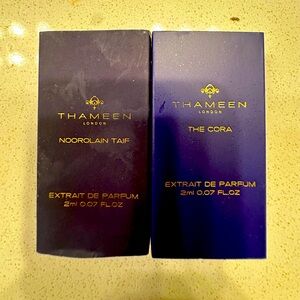 THAMEEN
LONDON
NOOROLAIN TAIF
EXTRAIT DE PARFUM
2ml 0.07 FL.OZ
THAMEEN
LONDON
THE CORA
EXTRAIT DE PARFUM
2ml 0.07 FL.OZ